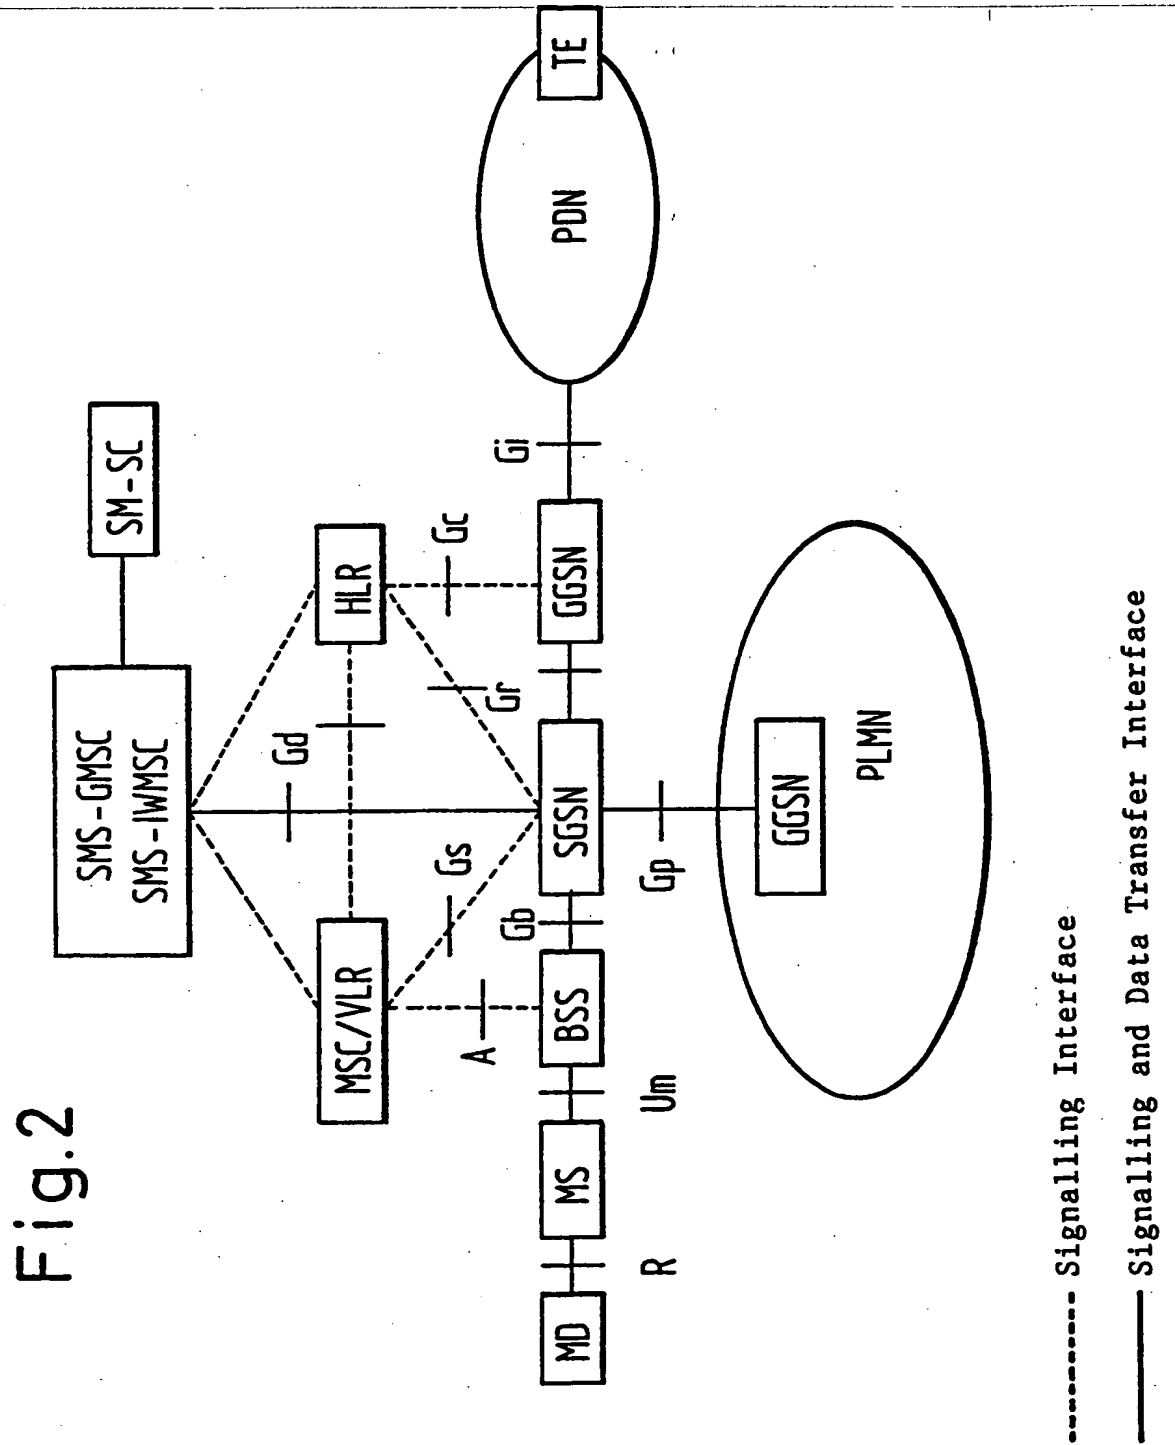 Fig.2
SMS-GMSC
SMS-IWMSC
SM-SC
Gd
MSC/VLR
HLR
A
Gs
Gr
Gc
MD
MS
BSS
Gb
SGSN
GGSN
Gi
PDN
TE
R
Um
Gp
GGSN
PLMN
Signalling Interface
Signalling and Data Transfer Interface